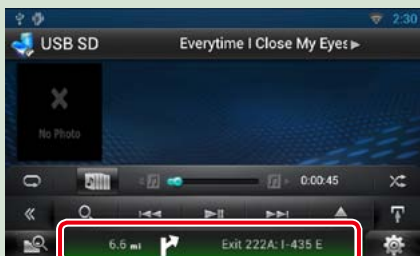 2:30
USB SD Everytime I Close My Eyes
No Photo
0:00:45
6.6 mi Exit 222A: I-435 E